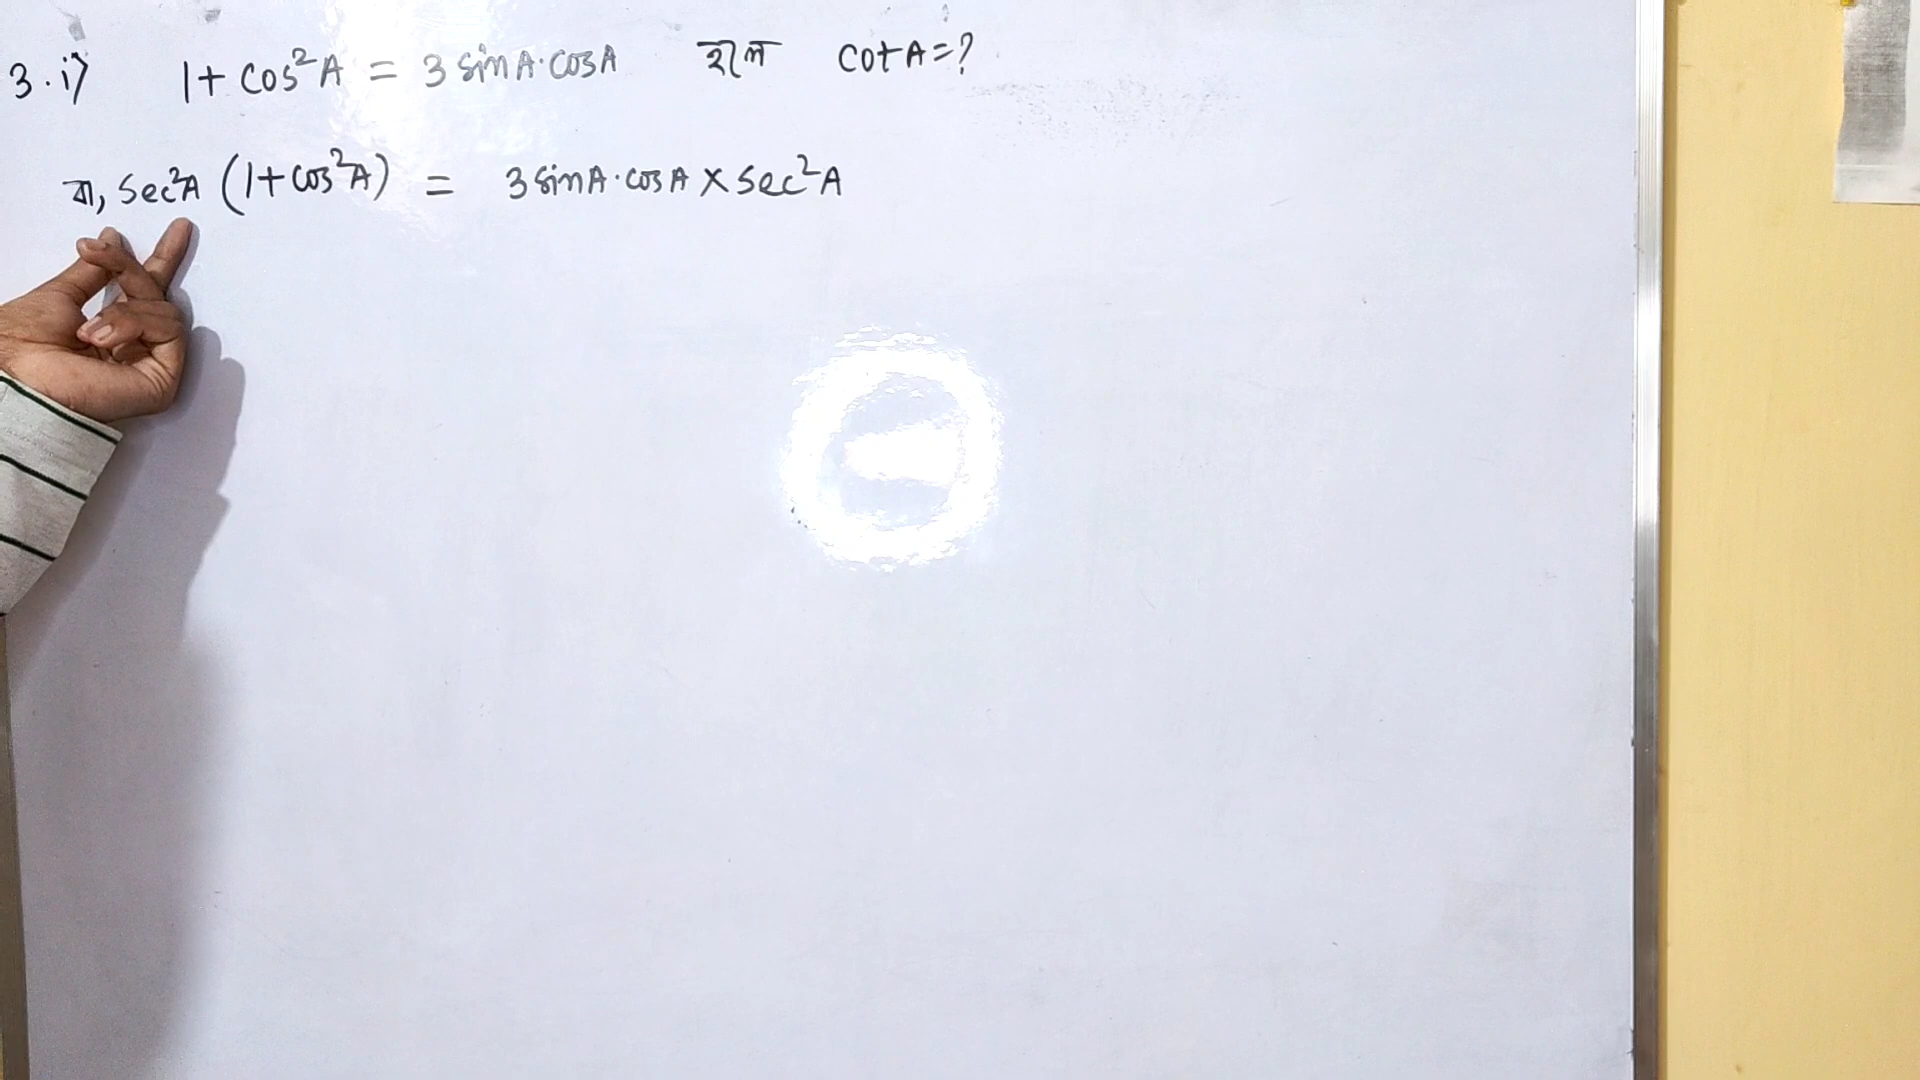 3. i) 1 + cos²A = 3 sinA·cosA হলে cotA = ?
বা, sec²A (1 + cos²A) = 3 sinA·cosA × sec²A